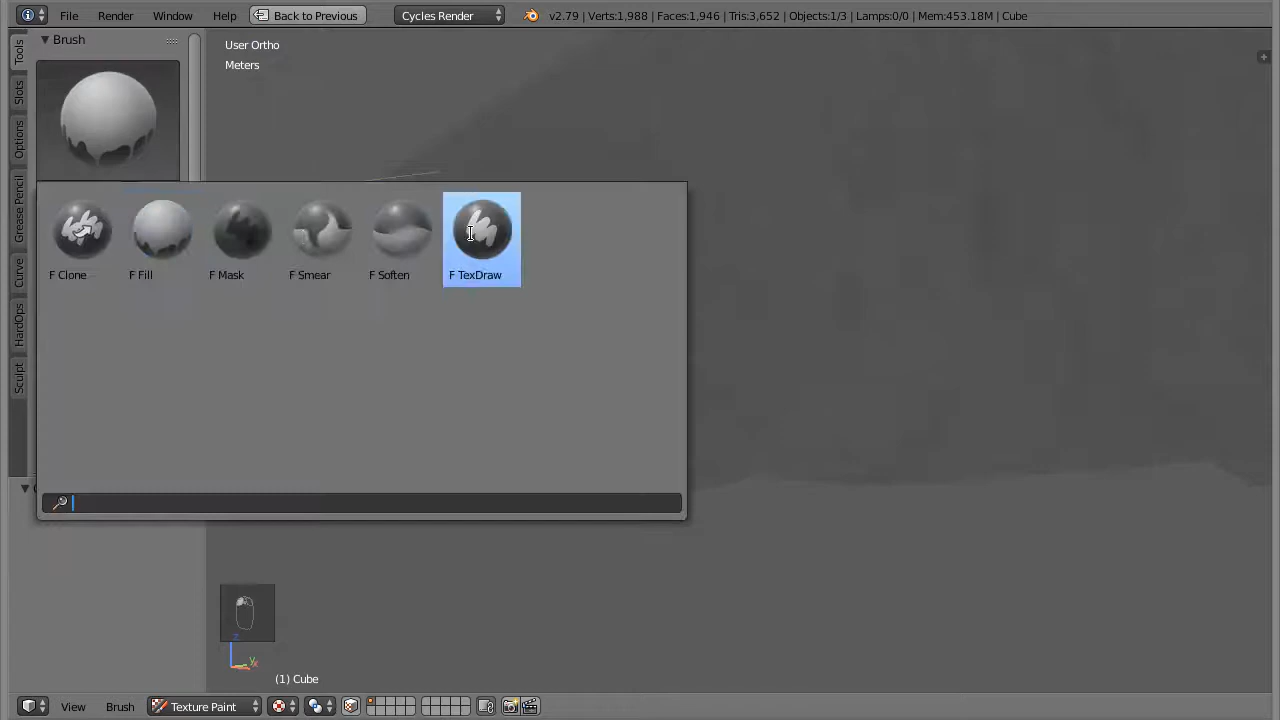 File Render Window Help Back to Previous Cycles Render v2.79 | Verts:1,988 | Faces:1,946 | Tris:3,652 | Objects:1/3 | Lamps:0/0 | Mem:453.18M | Cube
Brush
User Ortho
Meters
Tools
Slots
Options
Grease Pencil
Curve
HardOps
Sculpt
F Clone F Fill F Mask F Smear F Soften F TexDraw
z
y
(1) Cube
View Brush Texture Paint